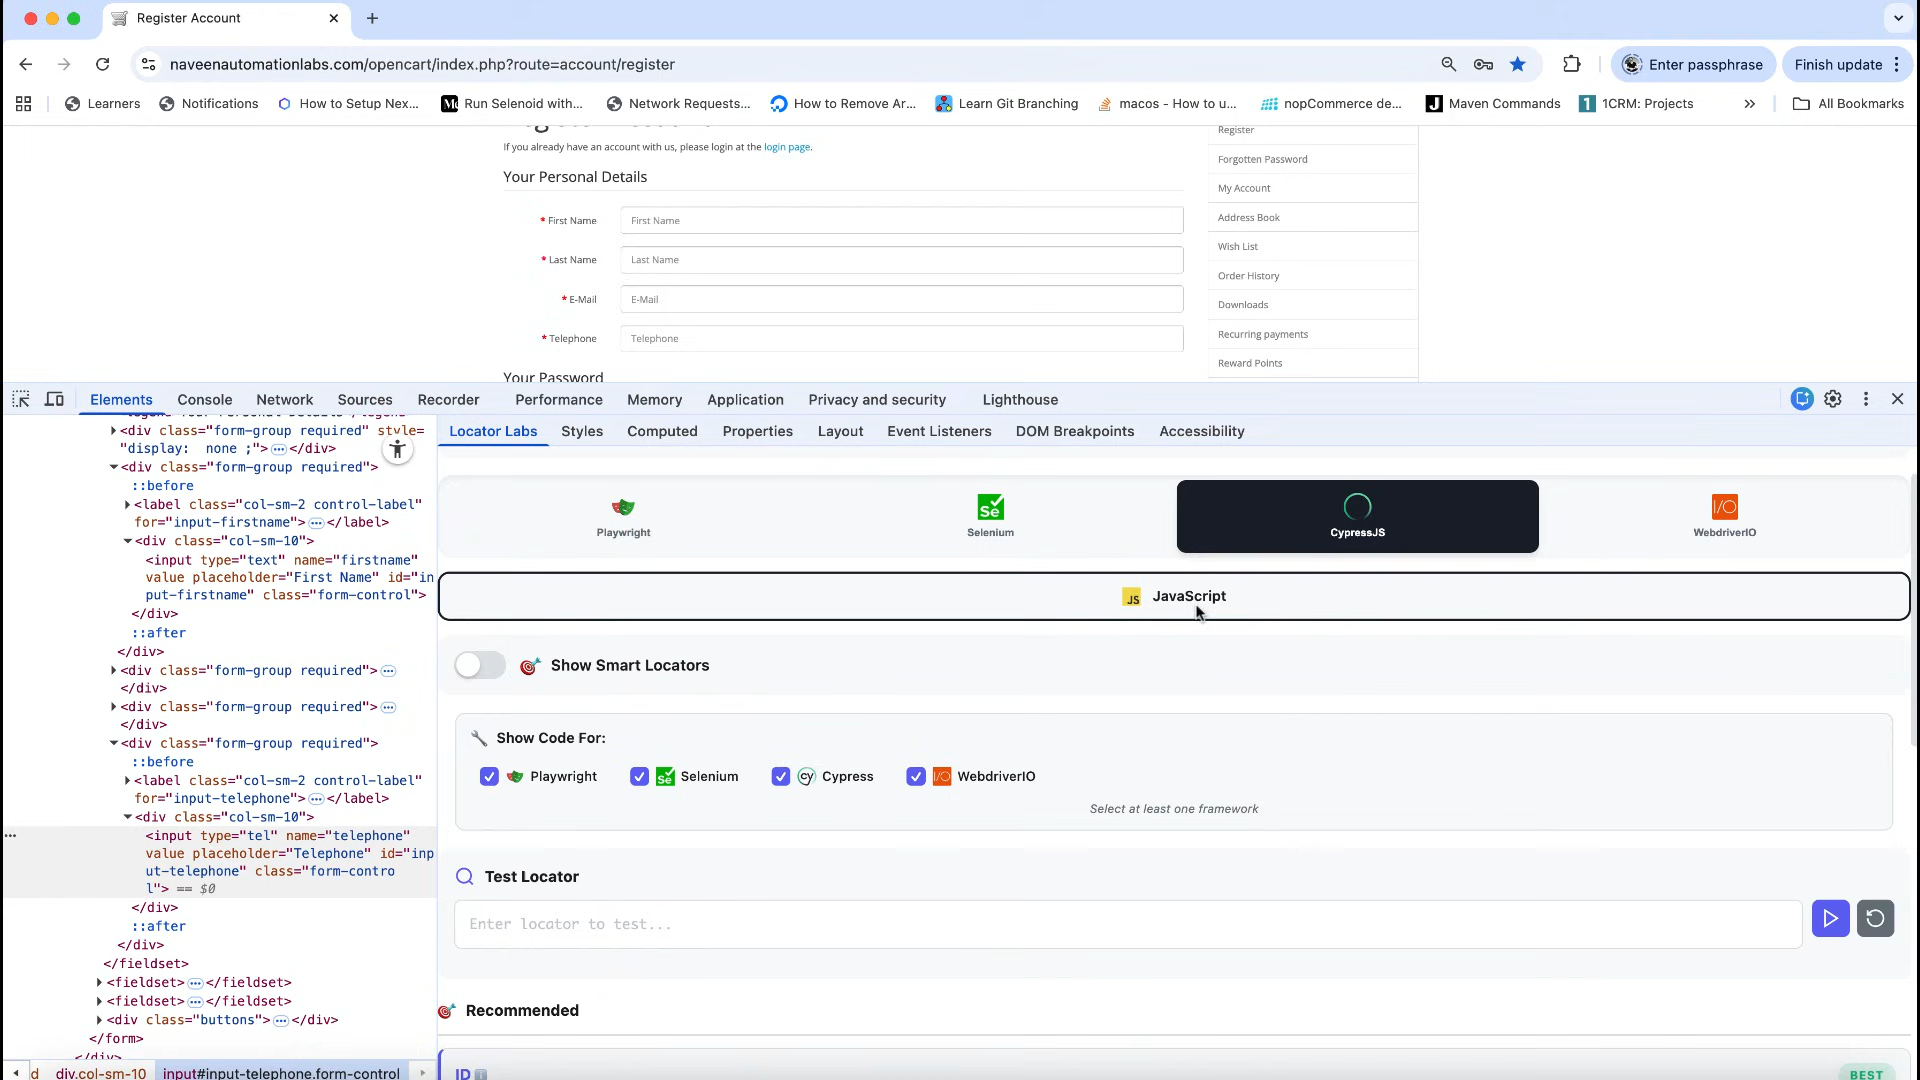 Register Account
naveenautomationlabs.com/opencart/index.php?route=account/register
Enter passphrase
Finish update
Learners
Notifications
How to Setup Nex...
Run Selenoid with...
Network Requests...
How to Remove Ar...
Learn Git Branching
macos - How to u...
nopCommerce de...
Maven Commands
1CRM: Projects
All Bookmarks
If you already have an account with us, please login at the login page.
Your Personal Details
* First Name
First Name
* Last Name
Last Name
* E-Mail
E-Mail
* Telephone
Telephone
Your Password
Register
Forgotten Password
My Account
Address Book
Wish List
Order History
Downloads
Recurring payments
Reward Points
Elements
Console
Network
Sources
Recorder
Performance
Memory
Application
Privacy and security
Lighthouse
<div class="form-group required" style=
"display:  none ;">…</div>
<div class="form-group required">
::before
<label class="col-sm-2 control-label"
for="input-firstname">…</label>
<div class="col-sm-10">
<input type="text" name="firstname"
value placeholder="First Name" id="in
put-firstname" class="form-control">
</div>
::after
</div>
<div class="form-group required">…
</div>
<div class="form-group required">…
</div>
<div class="form-group required">
::before
<label class="col-sm-2 control-label"
for="input-telephone">…</label>
<div class="col-sm-10">
<input type="tel" name="telephone"
value placeholder="Telephone" id="inp
ut-telephone" class="form-contro
l"> == $0
</div>
::after
</div>
</fieldset>
<fieldset>…</fieldset>
<fieldset>…</fieldset>
<div class="buttons">…</div>
</form>
</div>
d
div.col-sm-10
input#input-telephone.form-control
Locator Labs
Styles
Computed
Properties
Layout
Event Listeners
DOM Breakpoints
Accessibility
Playwright
Se
Selenium
CypressJS
I/O
WebdriverIO
JS
JavaScript
Show Smart Locators
Show Code For:
Playwright
Se
Selenium
cy
Cypress
I/O
WebdriverIO
Select at least one framework
Test Locator
Enter locator to test...
Recommended
ID
BEST